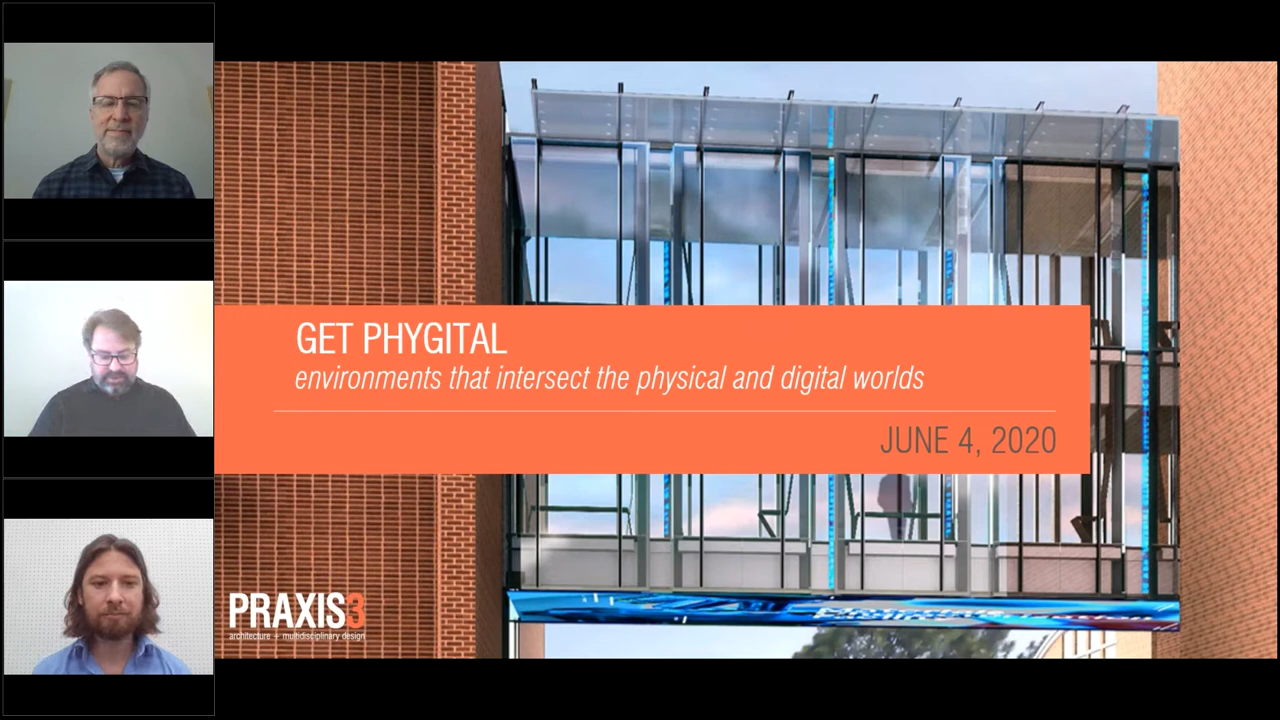 GET PHYGITAL
environments that intersect the physical and digital worlds
JUNE 4, 2020
PRAXIS3
architecture + multidisciplinary design